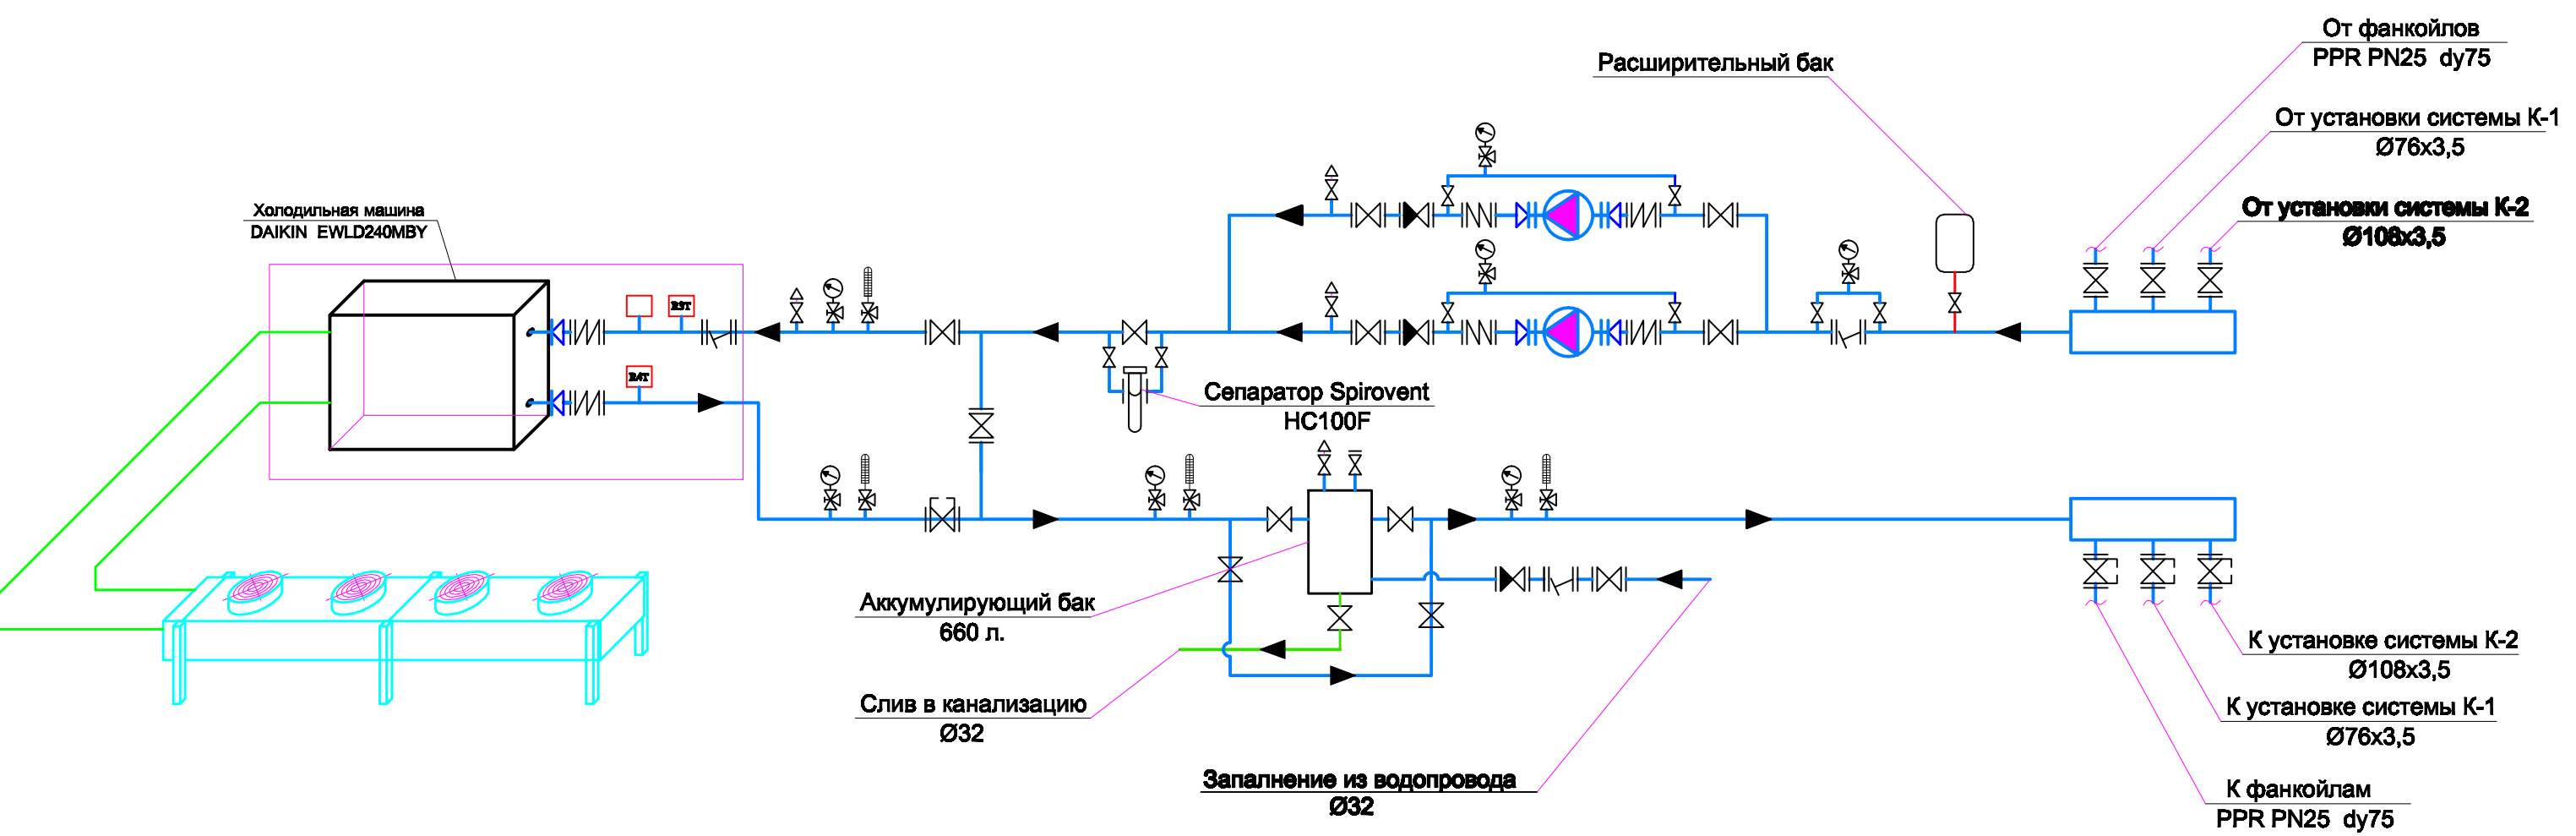 От фанкойлов
PPR PN25 dy75
Расширительный бак
От установки системы К-1
Ø76x3,5
От установки системы К-2
Ø108x3,5
Холодильная машина
DAIKIN EWLD240MBY
R3T
R4T
Сепаратор Spirovent
HC100F
Аккумулирующий бак
660 л.
Слив в канализацию
Ø32
Запалнение из водопровода
Ø32
К установке системы К-2
Ø108x3,5
К установке системы К-1
Ø76x3,5
К фанкойлам
PPR PN25 dy75